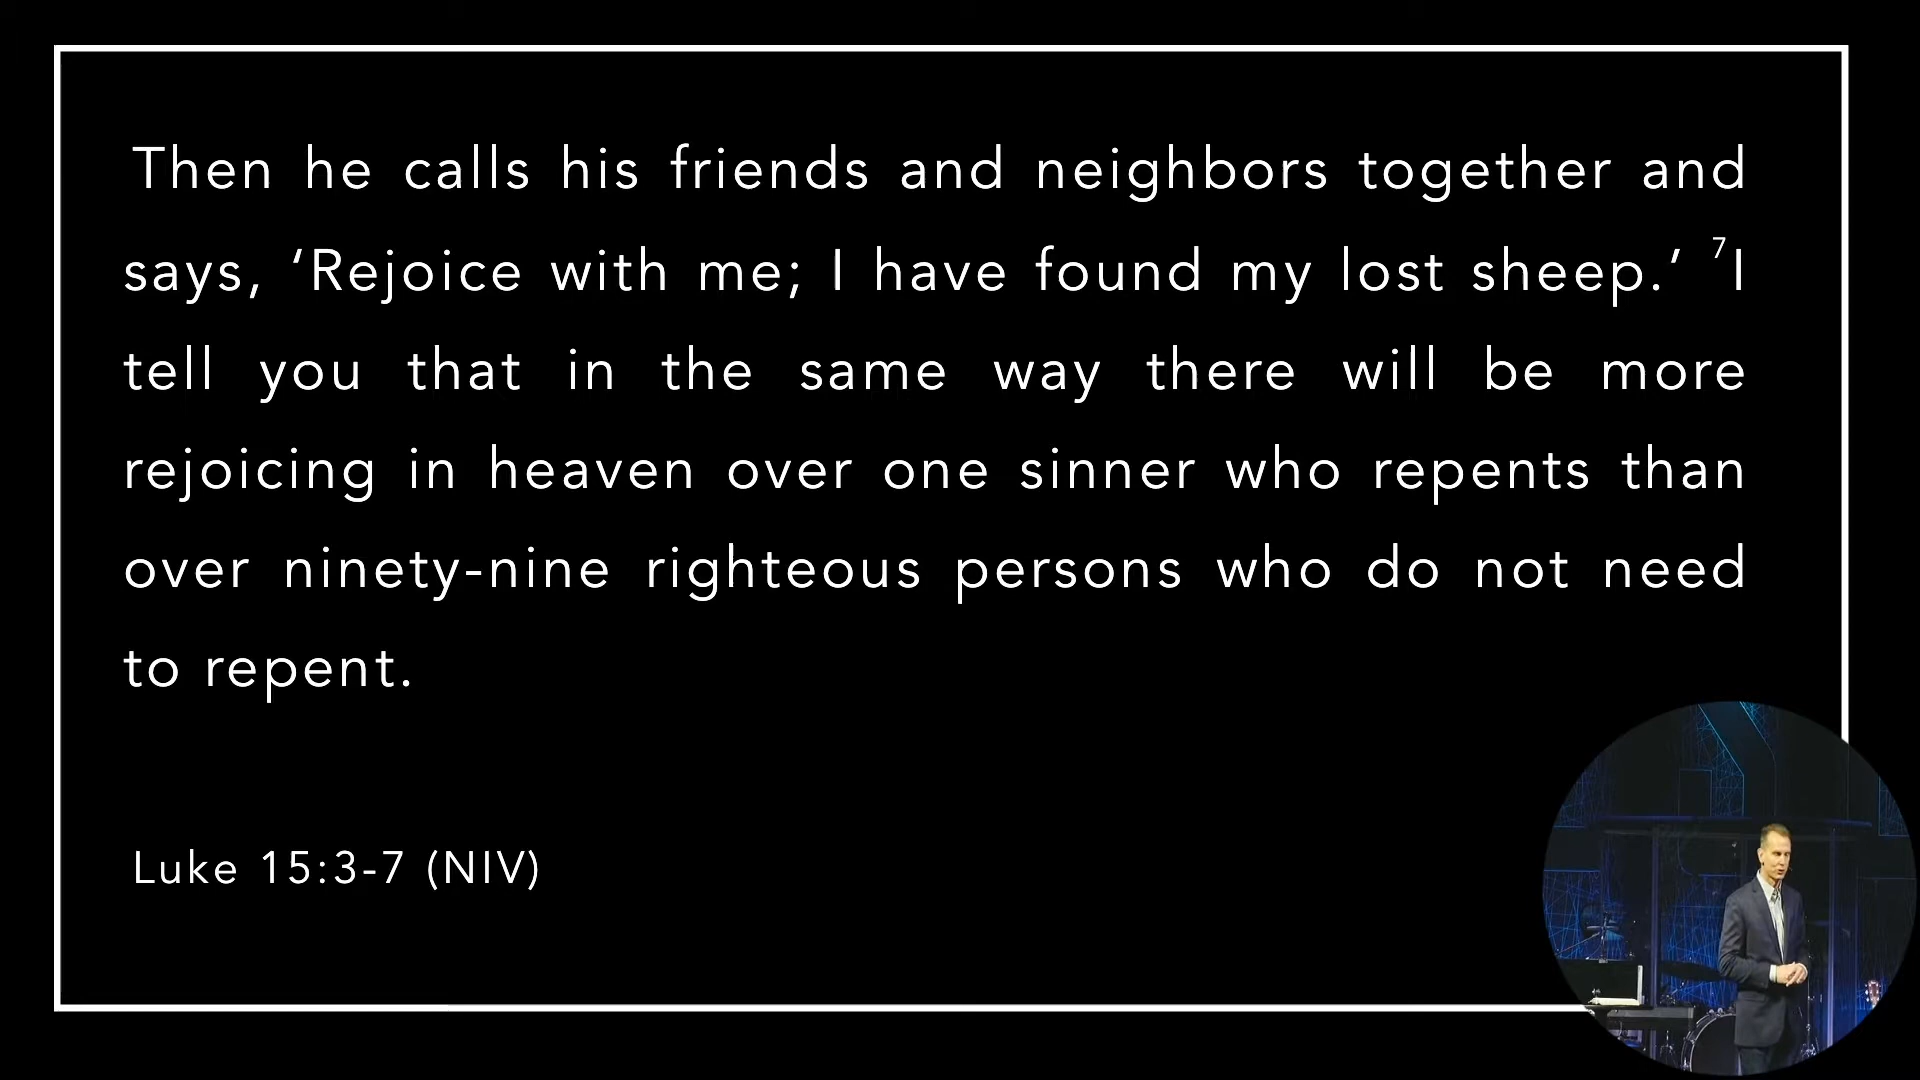 Then he calls his friends and neighbors together and
says, ‘Rejoice with me; I have found my lost sheep.’ ⁷I
tell you that in the same way there will be more
rejoicing in heaven over one sinner who repents than
over ninety-nine righteous persons who do not need
to repent.
Luke 15:3-7 (NIV)